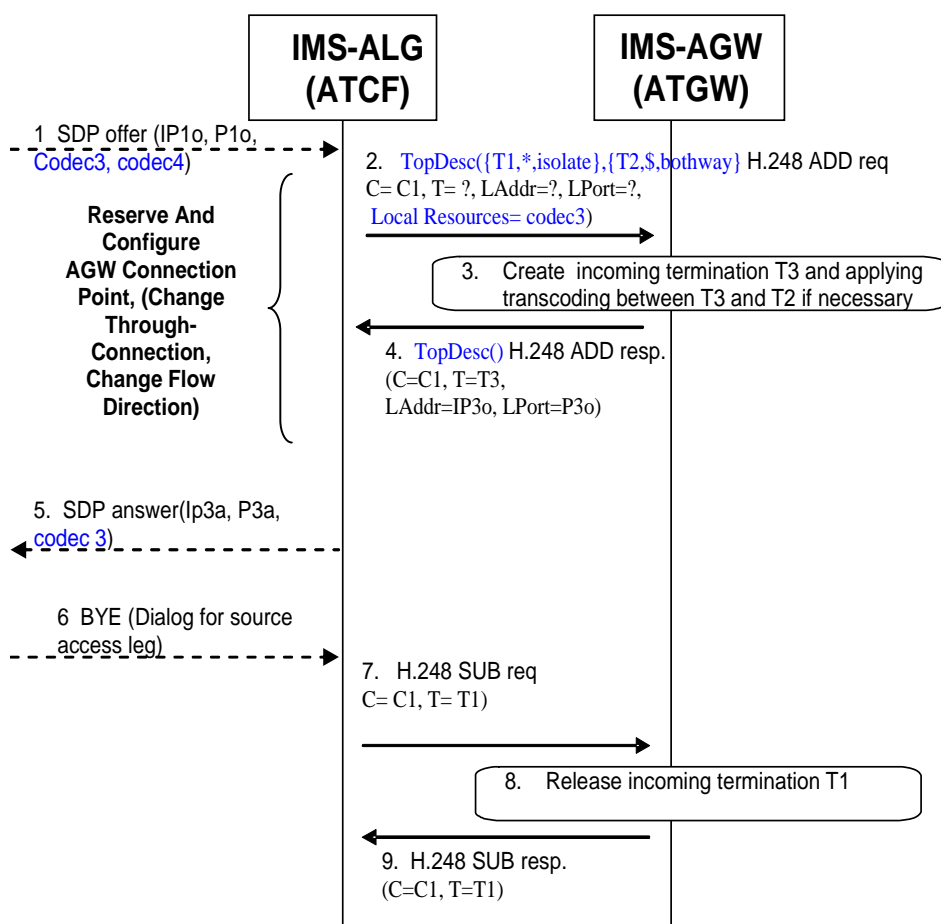 IMS-ALG
(ATCF)
IMS-AGW
(ATGW)
1 SDP offer (IP1o, P1o,
Codec3, codec4)
2. TopDesc({T1,*,isolate},{T2,$,bothway} H.248 ADD req
C= C1, T= ?, LAddr=?, LPort=?,
Local Resources= codec3)
Reserve And
Configure
AGW Connection
Point, (Change
Through-
Connection,
Change Flow
Direction)
3. Create incoming termination T3 and applying
transcoding between T3 and T2 if necessary
4. TopDesc() H.248 ADD resp.
(C=C1, T=T3,
LAddr=IP3o, LPort=P3o)
5. SDP answer(Ip3a, P3a,
codec 3)
6 BYE (Dialog for source
access leg)
7. H.248 SUB req
C= C1, T= T1)
8. Release incoming termination T1
9. H.248 SUB resp.
(C=C1, T=T1)